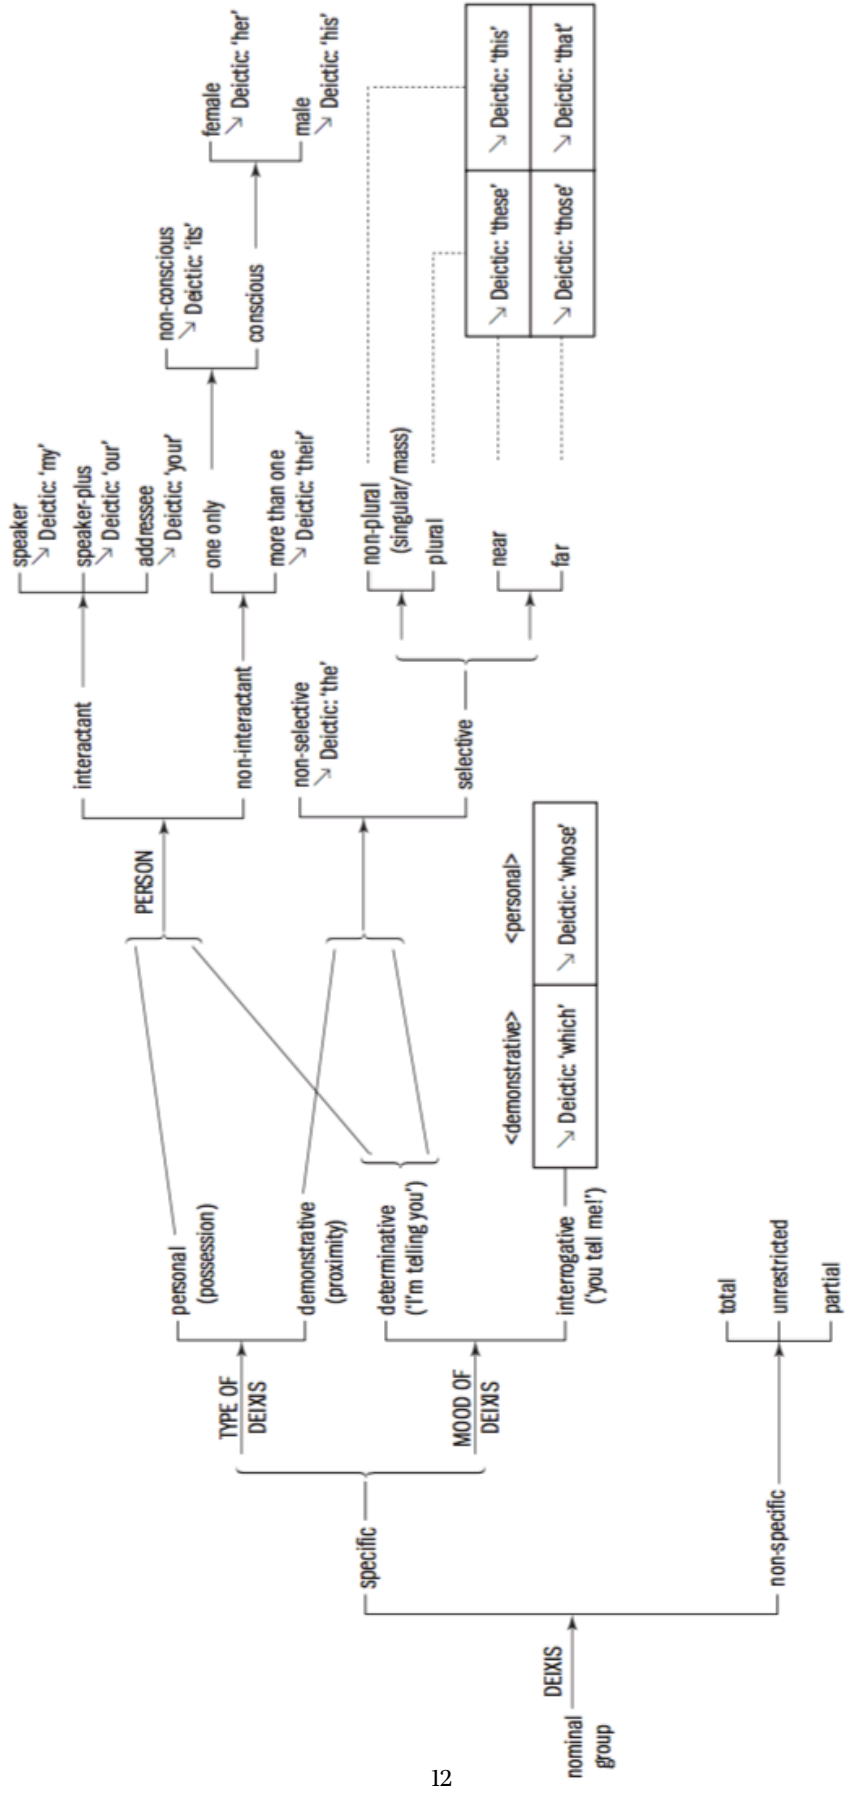 nominal
group
DEIXIS
specific
non-specific
TYPE OF
DEIXIS
MOOD OF
DEIXIS
personal
(possession)
demonstrative
(proximity)
determinative
('I'm telling you')
interrogative
('you tell me!')
total
unrestricted
partial
<demonstrative>
<personal>
↘ Deictic: 'which'
↘ Deictic: 'whose'
PERSON
interactant
non-interactant
non-selective
↘ Deictic: 'the'
selective
speaker
↘ Deictic: 'my'
speaker-plus
↘ Deictic: 'our'
addressee
↘ Deictic: 'your'
one only
more than one
↘ Deictic: 'their'
non-plural
(singular/mass)
plural
near
far
non-conscious
↘ Deictic: 'its'
conscious
female
↘ Deictic: 'her'
male
↘ Deictic: 'his'
↘ Deictic: 'these'
↘ Deictic: 'this'
↘ Deictic: 'those'
↘ Deictic: 'that'
12